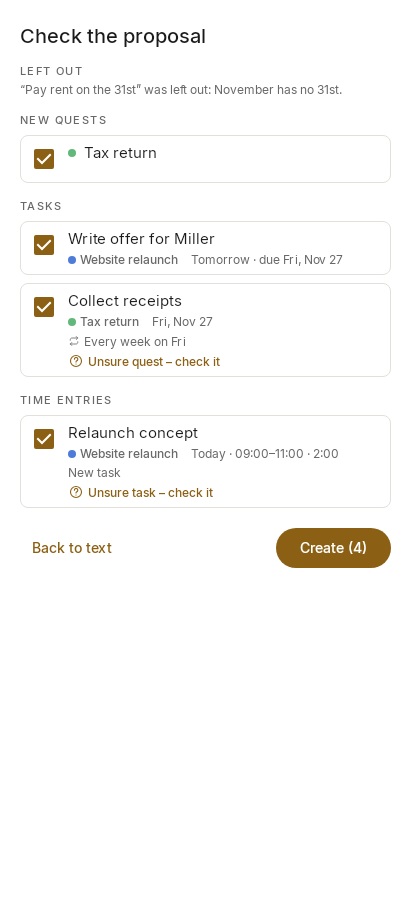 Check the proposal
LEFT OUT
“Pay rent on the 31st” was left out: November has no 31st.
NEW QUESTS
Tax return
TASKS
Write offer for Miller
Website relaunch Tomorrow · due Fri, Nov 27
Collect receipts
Tax return Fri, Nov 27
Every week on Fri
Unsure quest – check it
TIME ENTRIES
Relaunch concept
Website relaunch Today · 09:00–11:00 · 2:00
New task
Unsure task – check it
Back to text Create (4)